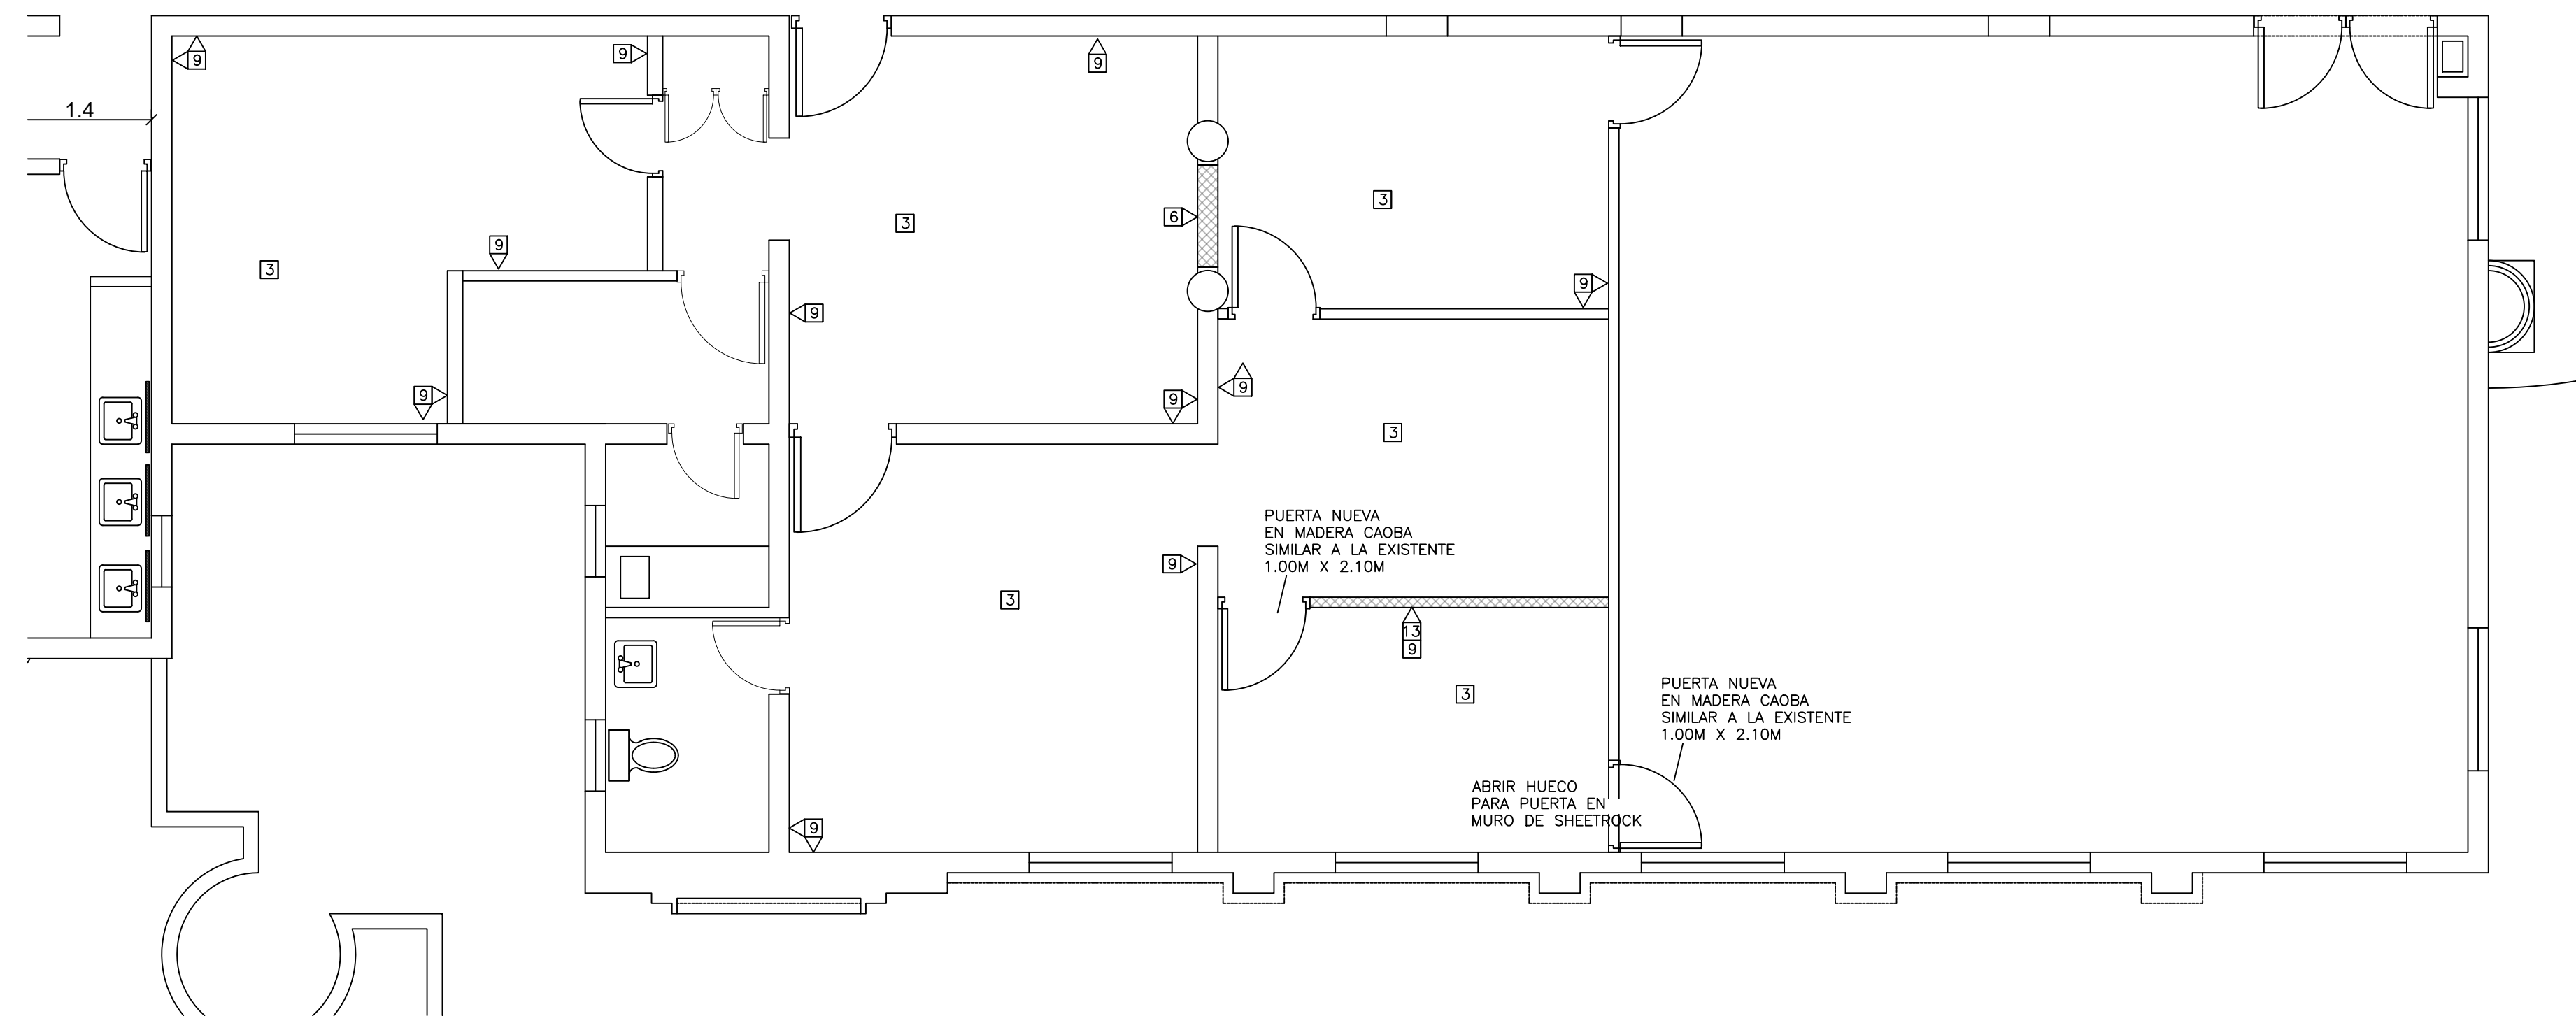 9
9
9
1.4
3
6
3
9
3
9
9
9
9
9
3
PUERTA NUEVA
EN MADERA CAOBA
SIMILAR A LA EXISTENTE
1.00M X 2.10M
9
3
13
9
3
PUERTA NUEVA
EN MADERA CAOBA
SIMILAR A LA EXISTENTE
1.00M X 2.10M
ABRIR HUECO
PARA PUERTA EN
MURO DE SHEETROCK
9